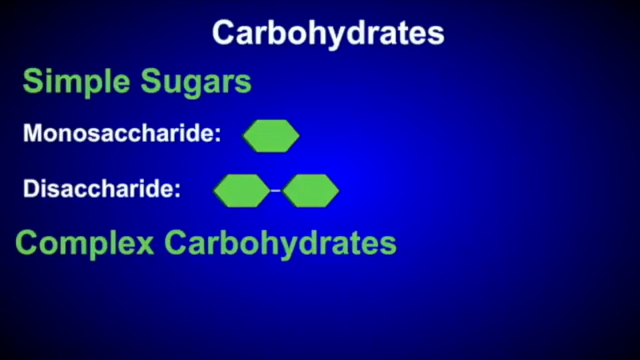 Carbohydrates
Simple Sugars
Monosaccharide:
Disaccharide:
Complex Carbohydrates